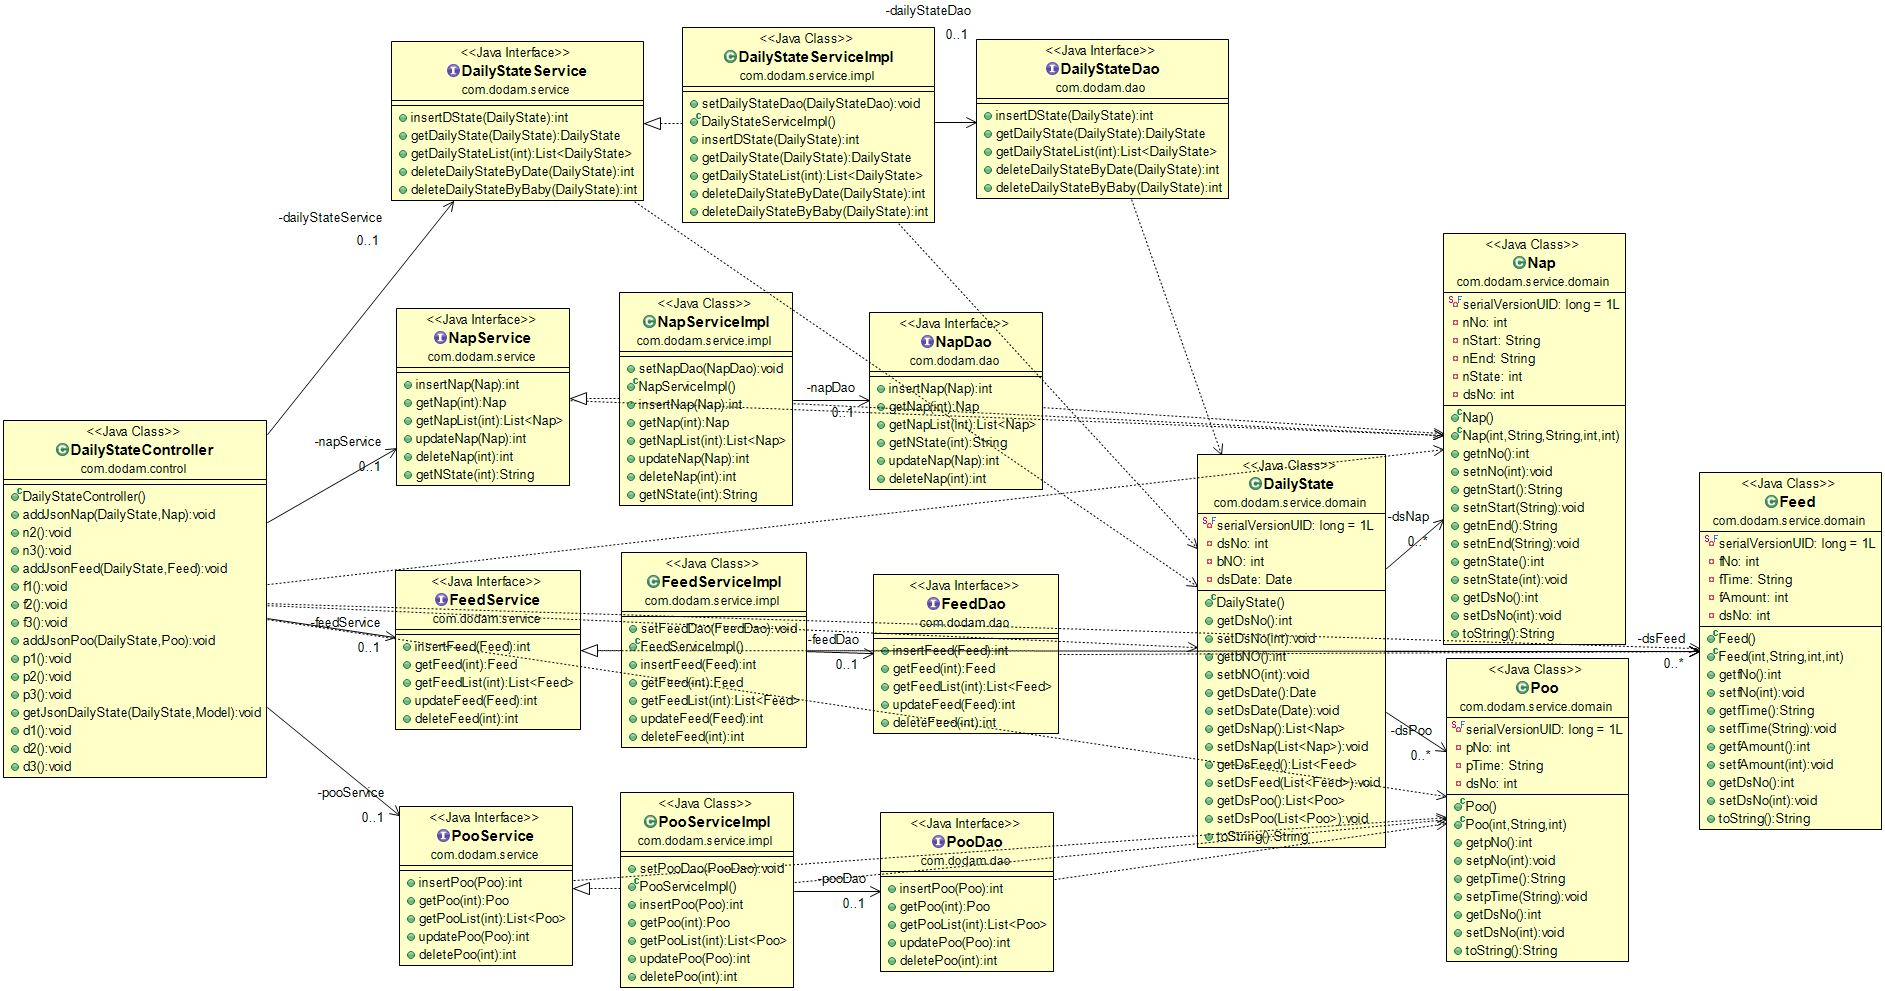 -dailyStateDao
0..1
<<Java Interface>>
DailyStateService
com.dodam.service
insertDState(DailyState):int
getDailyState(DailyState):DailyState
getDailyStateList(int):List<DailyState>
deleteDailyStateByDate(DailyState):int
deleteDailyStateByBaby(DailyState):int
<<Java Class>>
DailyStateServiceImpl
com.dodam.service.impl
setDailyStateDao(DailyStateDao):void
DailyStateServiceImpl()
insertDState(DailyState):int
getDailyState(DailyState):DailyState
getDailyStateList(int):List<DailyState>
deleteDailyStateByDate(DailyState):int
deleteDailyStateByBaby(DailyState):int
<<Java Interface>>
DailyStateDao
com.dodam.dao
insertDState(DailyState):int
getDailyState(DailyState):DailyState
getDailyStateList(int):List<DailyState>
deleteDailyStateByDate(DailyState):int
deleteDailyStateByBaby(DailyState):int
-dailyStateService
0..1
<<Java Interface>>
NapService
com.dodam.service
insertNap(Nap):int
getNap(int):Nap
getNapList(int):List<Nap>
updateNap(Nap):int
deleteNap(int):int
getNState(int):String
<<Java Class>>
NapServiceImpl
com.dodam.service.impl
setNapDao(NapDao):void
NapServiceImpl()
insertNap(Nap):int
getNap(int):Nap
getNapList(int):List<Nap>
updateNap(Nap):int
deleteNap(int):int
getNState(int):String
-napDao
0..1
<<Java Interface>>
NapDao
com.dodam.dao
insertNap(Nap):int
getNap(int):Nap
getNapList(int):List<Nap>
getNState(int):String
updateNap(Nap):int
deleteNap(int):int
<<Java Class>>
Nap
com.dodam.service.domain
serialVersionUID: long = 1L
nNo: int
nStart: String
nEnd: String
nState: int
dsNo: int
Nap()
Nap(int,String,String,int,int)
getnNo():int
setnNo(int):void
getnStart():String
setnStart(String):void
getnEnd():String
setnEnd(String):void
getnState():int
setnState(int):void
getDsNo():int
setDsNo(int):void
toString():String
<<Java Class>>
DailyStateController
com.dodam.control
DailyStateController()
addJsonNap(DailyState,Nap):void
n2():void
n3():void
addJsonFeed(DailyState,Feed):void
f1():void
f2():void
f3():void
addJsonPoo(DailyState,Poo):void
p1():void
p2():void
p3():void
getJsonDailyState(DailyState,Model):void
d1():void
d2():void
d3():void
-napService
0..1
-feedService
0..1
-pooService
0..1
<<Java Interface>>
FeedService
com.dodam.service
insertFeed(Feed):int
getFeed(int):Feed
getFeedList(int):List<Feed>
updateFeed(Feed):int
deleteFeed(int):int
<<Java Class>>
FeedServiceImpl
com.dodam.service.impl
setFeedDao(FeedDao):void
FeedServiceImpl()
insertFeed(Feed):int
getFeed(int):Feed
getFeedList(int):List<Feed>
updateFeed(Feed):int
deleteFeed(int):int
-feedDao
0..1
<<Java Interface>>
FeedDao
com.dodam.dao
insertFeed(Feed):int
getFeed(int):Feed
getFeedList(int):List<Feed>
updateFeed(Feed):int
deleteFeed(int):int
<<Java Class>>
DailyState
com.dodam.service.domain
serialVersionUID: long = 1L
dsNo: int
bNO: int
dsDate: Date
DailyState()
getDsNo():int
setDsNo(int):void
getbNO():int
setbNO(int):void
getDsDate():Date
setDsDate(Date):void
getDsNap():List<Nap>
setDsNap(List<Nap>):void
getDsFeed():List<Feed>
setDsFeed(List<Feed>):void
getDsPoo():List<Poo>
setDsPoo(List<Poo>):void
toString():String
-dsNap
0..*
-dsFeed
0..*
-dsPoo
0..*
<<Java Class>>
Feed
com.dodam.service.domain
serialVersionUID: long = 1L
fNo: int
fTime: String
fAmount: int
dsNo: int
Feed()
Feed(int,String,int,int)
getfNo():int
setfNo(int):void
getfTime():String
setfTime(String):void
getfAmount():int
setfAmount(int):void
getDsNo():int
setDsNo(int):void
toString():String
<<Java Class>>
Poo
com.dodam.service.domain
serialVersionUID: long = 1L
pNo: int
pTime: String
dsNo: int
Poo()
Poo(int,String,int)
getpNo():int
setpNo(int):void
getpTime():String
setpTime(String):void
getDsNo():int
setDsNo(int):void
toString():String
<<Java Interface>>
PooService
com.dodam.service
insertPoo(Poo):int
getPoo(int):Poo
getPooList(int):List<Poo>
updatePoo(Poo):int
deletePoo(int):int
<<Java Class>>
PooServiceImpl
com.dodam.service.impl
setPooDao(PooDao):void
PooServiceImpl()
insertPoo(Poo):int
getPoo(int):Poo
getPooList(int):List<Poo>
updatePoo(Poo):int
deletePoo(int):int
-pooDao
0..1
<<Java Interface>>
PooDao
com.dodam.dao
insertPoo(Poo):int
getPoo(int):Poo
getPooList(int):List<Poo>
updatePoo(Poo):int
deletePoo(int):int